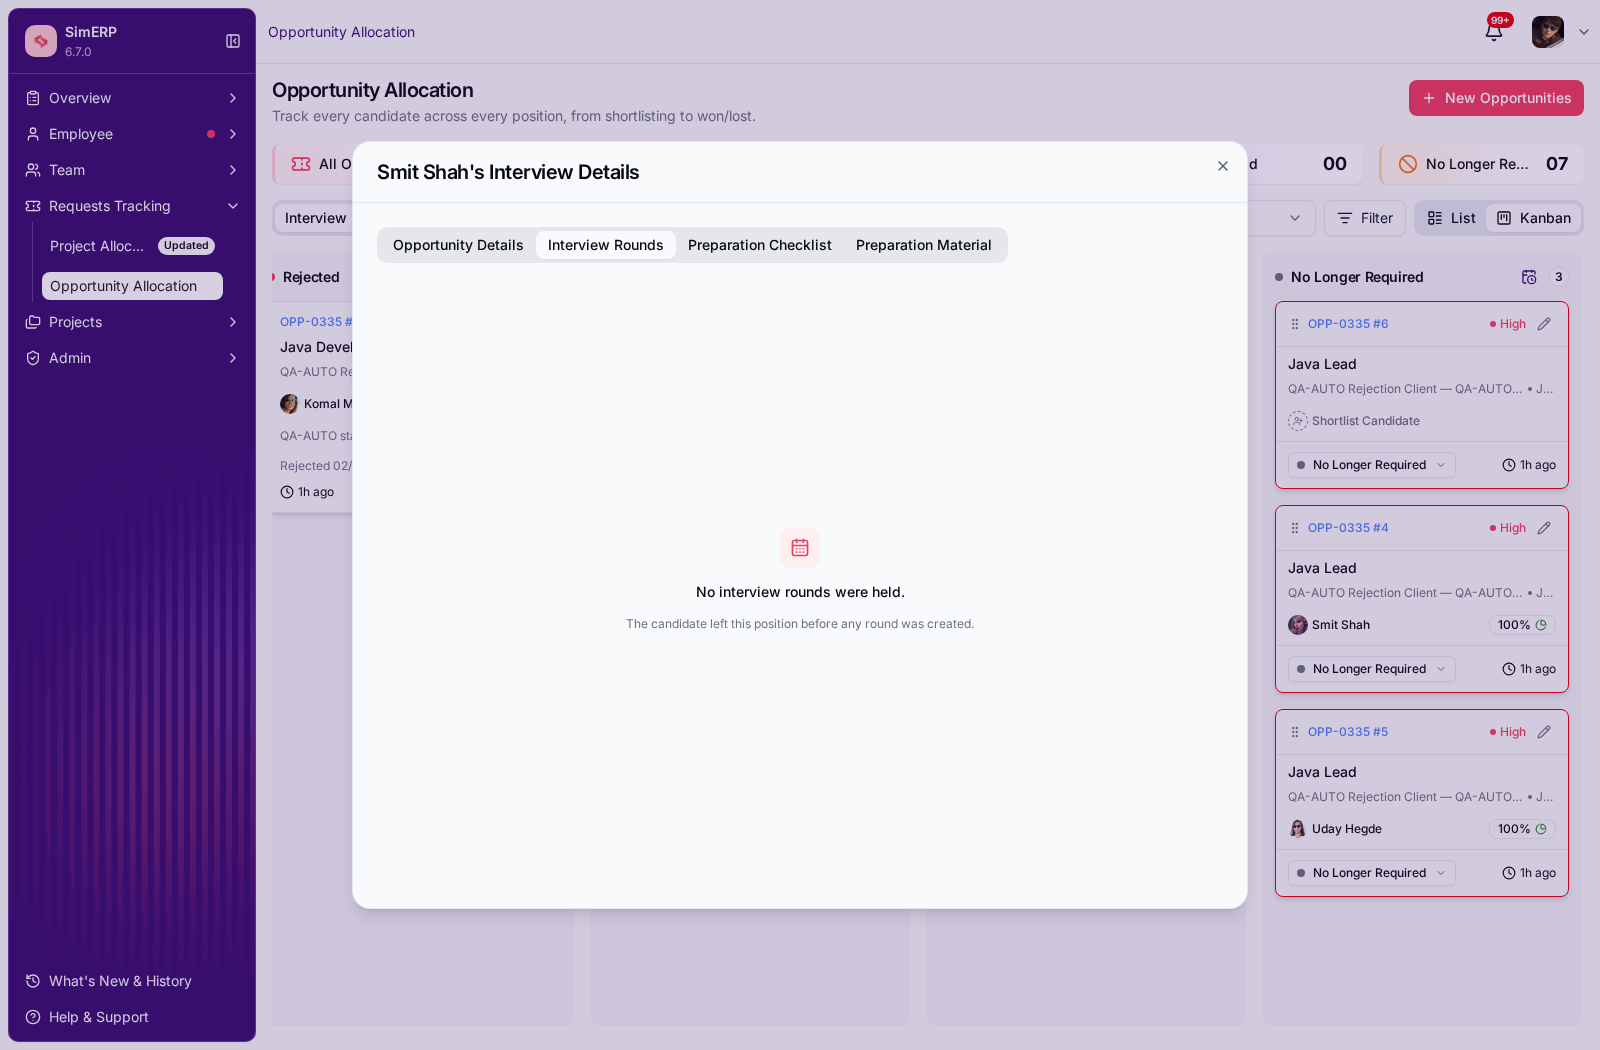 SimERP
6.7.0
Overview
Employee
Team
Requests Tracking
Project Alloc... Updated
Opportunity Allocation
Projects
Admin
What's New & History
Help & Support
Opportunity Allocation
99+
Opportunity Allocation
Track every candidate across every position, from shortlisting to won/lost.
New Opportunities
All O
d 00
No Longer Re... 07
Interview
Filter
List
Kanban
Rejected
OPP-0335 #
Java Devel
QA-AUTO Re
Komal M
QA-AUTO sta
Rejected 02/
1h ago
Smit Shah's Interview Details
Opportunity Details
Interview Rounds
Preparation Checklist
Preparation Material
No interview rounds were held.
The candidate left this position before any round was created.
No Longer Required 3
OPP-0335 #6 High
Java Lead
QA-AUTO Rejection Client — QA-AUTO... • J...
Shortlist Candidate
No Longer Required 1h ago
OPP-0335 #4 High
Java Lead
QA-AUTO Rejection Client — QA-AUTO... • J...
Smit Shah 100%
No Longer Required 1h ago
OPP-0335 #5 High
Java Lead
QA-AUTO Rejection Client — QA-AUTO... • J...
Uday Hegde 100%
No Longer Required 1h ago